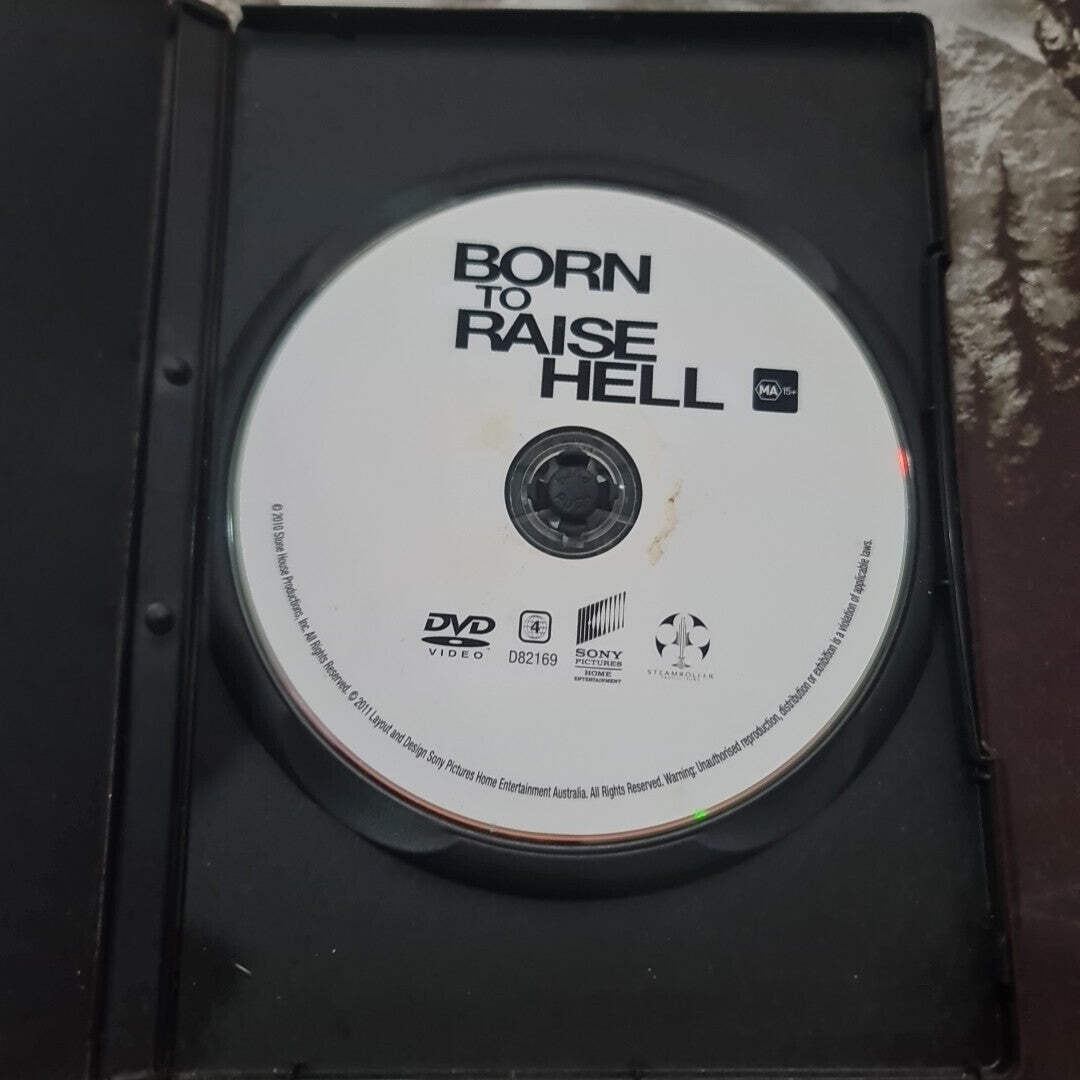 BORN
TO
RAISE
HELL
MA 15+
DVD
VIDEO
4
D82169
SONY
PICTURES
HOME
ENTERTAINMENT
STEAMROLLER
PRODUCTIONS
© 2010 Stone House Productions, Inc. All Rights Reserved. © 2011 Layout and Design Sony Pictures Home Entertainment Australia. All Rights Reserved. Warning: Unauthorised reproduction, distribution or exhibition is a violation of applicable laws.